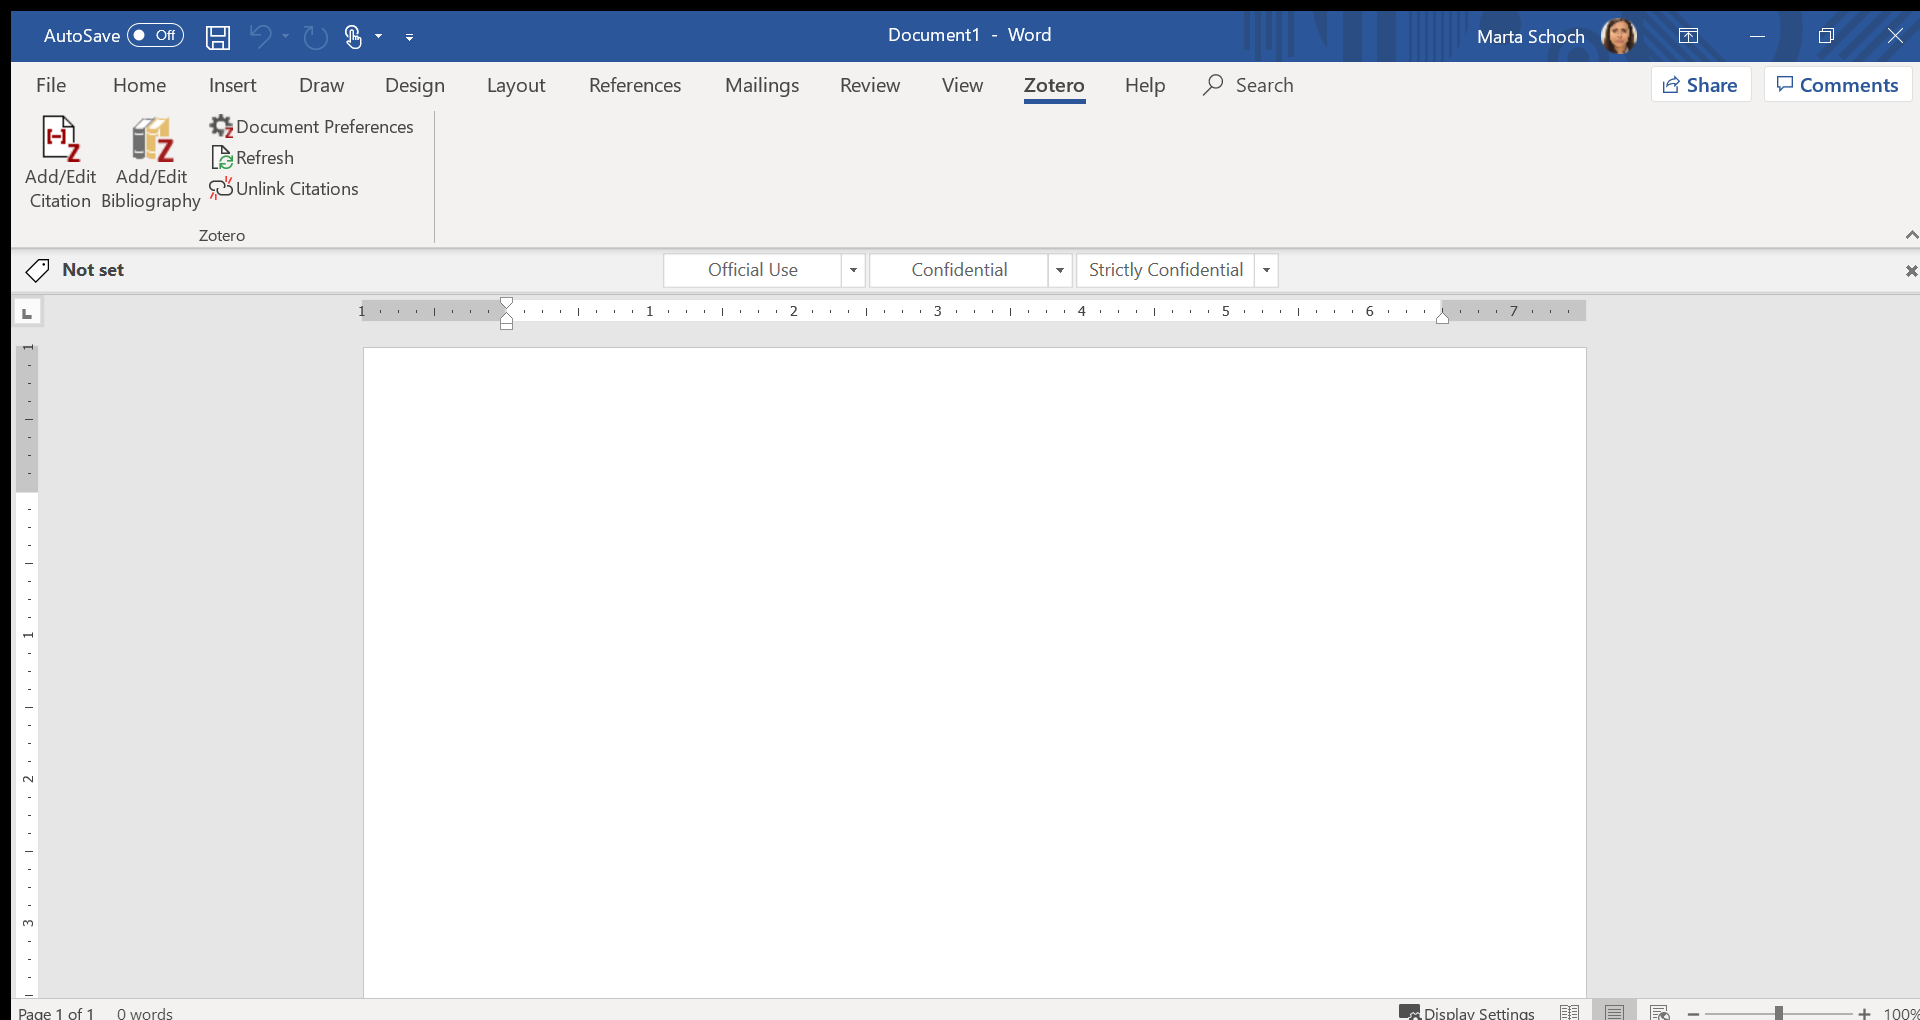 AutoSave Off Document1 - Word Marta Schoch
File Home Insert Draw Design Layout References Mailings Review View Zotero Help Search Share Comments
Add/Edit Citation
Add/Edit Bibliography
Document Preferences
Refresh
Unlink Citations
Zotero
Not set Official Use Confidential Strictly Confidential
1 1 2 3 4 5 6 7
1
1
2
3
Page 1 of 1 0 words Display Settings 100%